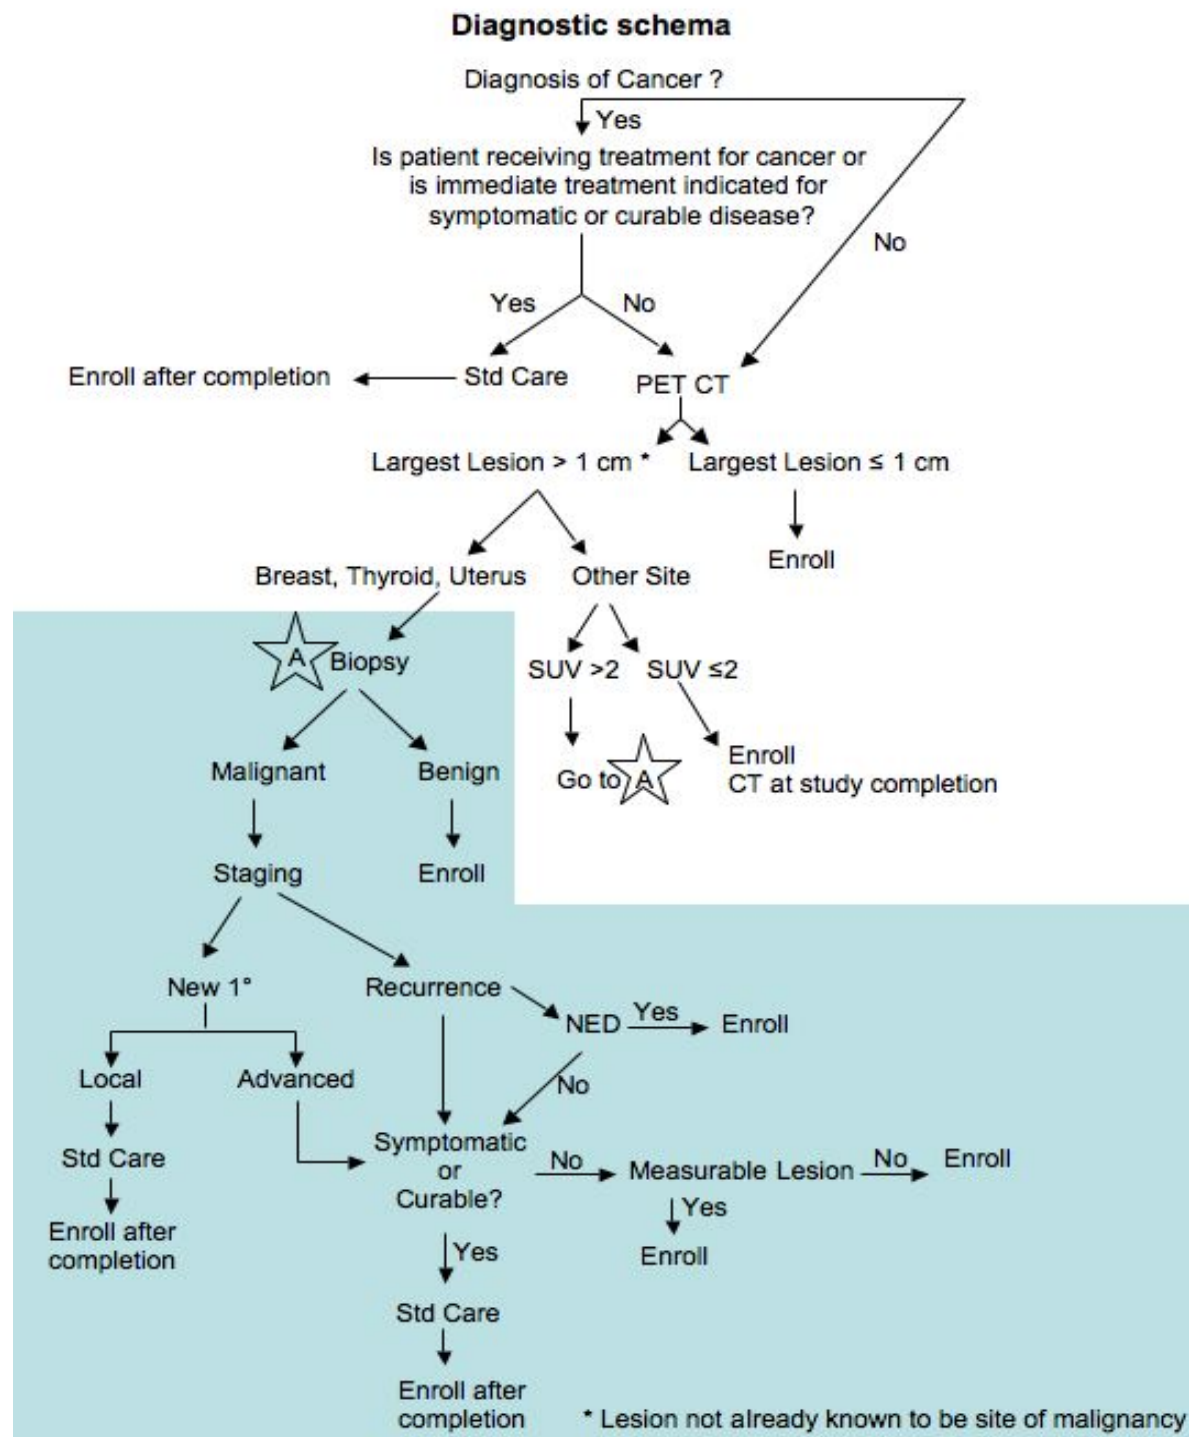 Diagnostic schema
Diagnosis of Cancer ?
Yes
Is patient receiving treatment for cancer or
is immediate treatment indicated for
symptomatic or curable disease?
No
Yes
No
Enroll after completion
Std Care
PET CT
Largest Lesion > 1 cm *
Largest Lesion ≤ 1 cm
Enroll
Breast, Thyroid, Uterus
Other Site
A
Biopsy
SUV >2
SUV ≤2
Malignant
Benign
Go to
A
Enroll
CT at study completion
Staging
Enroll
New 1°
Recurrence
NED
Yes
Enroll
Local
Advanced
No
Std Care
Symptomatic
or
Curable?
No
Measurable Lesion
No
Enroll
Yes
Enroll
Enroll after
completion
Yes
Std Care
Enroll after
completion
* Lesion not already known to be site of malignancy